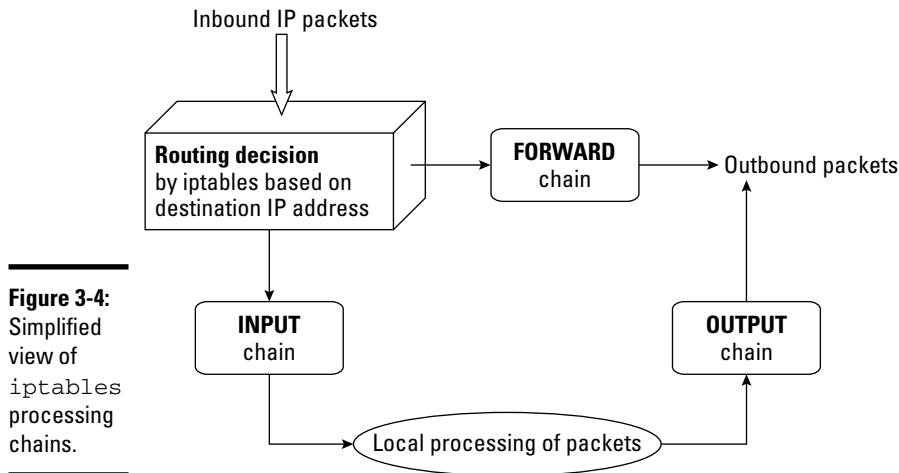 Inbound IP packets
Routing decision
by iptables based on
destination IP address
FORWARD
chain
Outbound packets
INPUT
chain
OUTPUT
chain
Local processing of packets
Figure 3-4:
Simplified
view of
iptables
processing
chains.